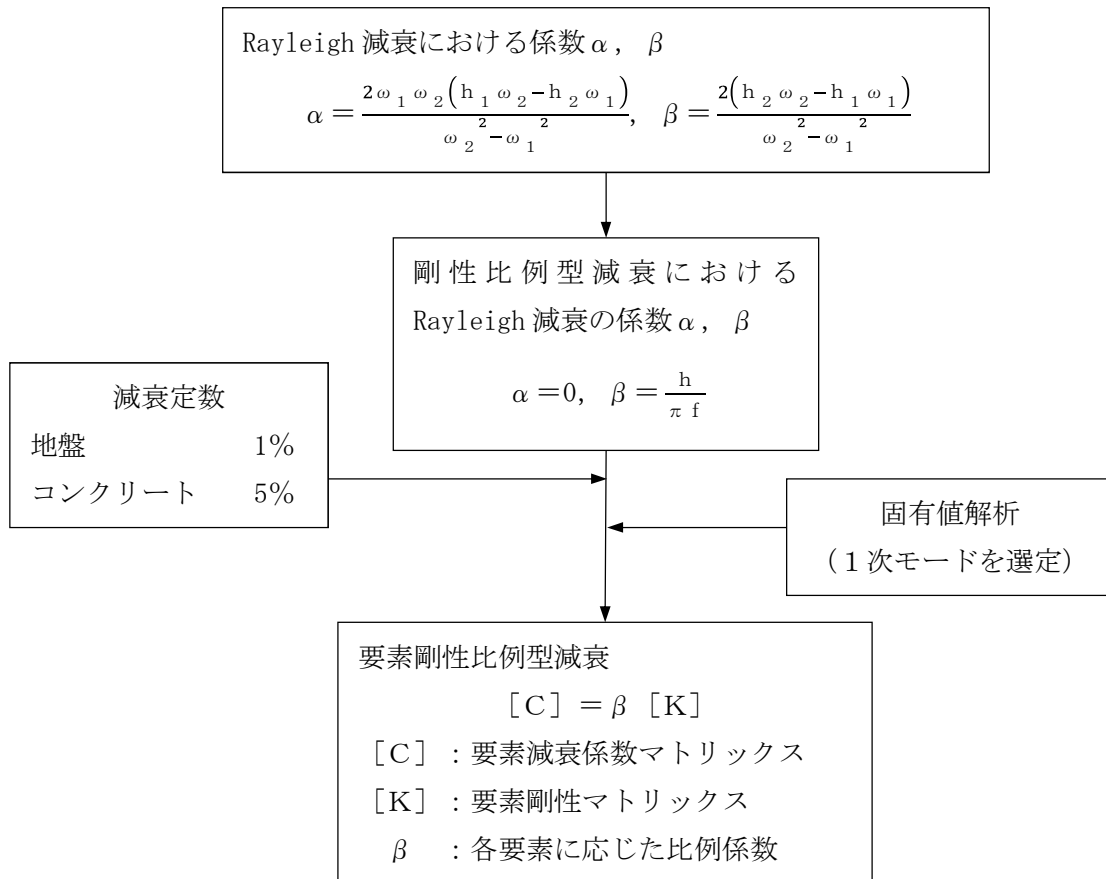 Rayleigh 減衰における係数α, β
α＝2ω₁ω₂(h₁ω₂−h₂ω₁)/(ω₂²−ω₁²), β＝2(h₂ω₂−h₁ω₁)/(ω₂²−ω₁²)
剛性比例型減衰における
Rayleigh 減衰の係数α, β
α＝0, β＝h/(πf)
減衰定数
地盤 1％
コンクリート 5％
固有値解析
（１次モードを選定）
要素剛性比例型減衰
［C］＝β［K］
［C］：要素減衰係数マトリックス
［K］：要素剛性マトリックス
β ：各要素に応じた比例係数